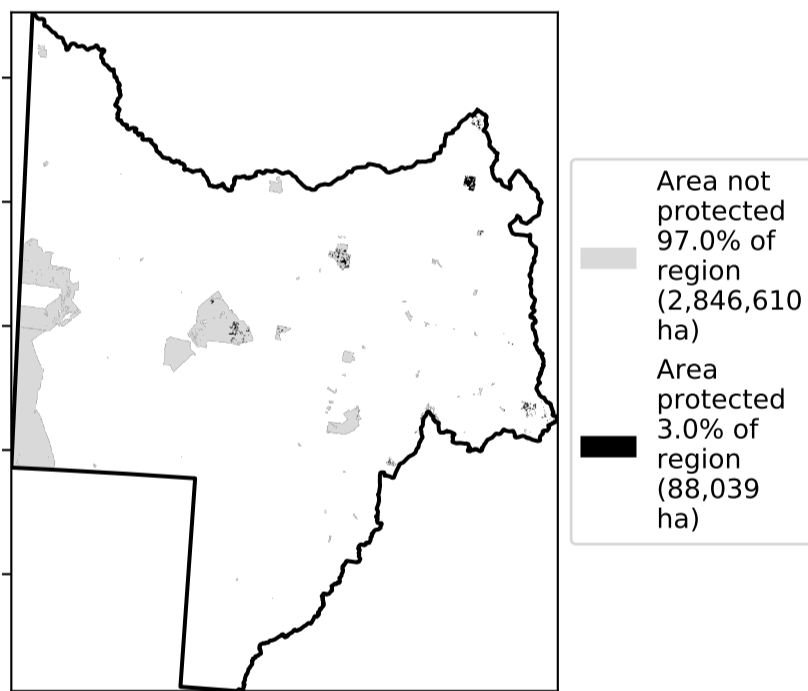 Area not
protected
97.0% of
region
(2,846,610
ha)
Area
protected
3.0% of
region
(88,039
ha)